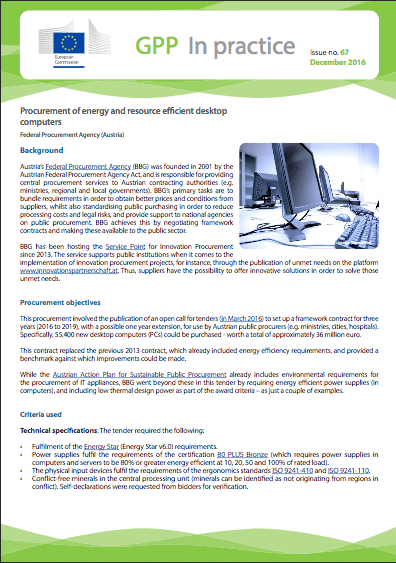 GPP In practice
Issue no. 67
December 2016
European
Commission
Procurement of energy and resource efficient desktop
computers
Federal Procurement Agency (Austria)
Background
Austria's Federal Procurement Agency (BBG) was founded in 2001 by the
Austrian Federal Procurement Agency Act, and is responsible for providing
central procurement services to Austrian contracting authorities (e.g.
ministries, regional and local governments). BBG's primary tasks are to
bundle requirements in order to obtain better prices and conditions from
suppliers, whilst also standardising public purchasing in order to reduce
processing costs and legal risks, and provide support to national agencies
on public procurement. BBG achieves this by negotiating framework
contracts and making these available to the public sector.
BBG has been hosting the Service Point for Innovation Procurement
since 2013. The service supports public institutions when it comes to the
implementation of innovation procurement projects, for instance, through the publication of unmet needs on the platform
www.innovationspartnerschaft.at. Thus, suppliers have the possibility to offer innovative solutions in order to solve those
unmet needs.
Procurement objectives
This procurement involved the publication of an open call for tenders (in March 2016) to set up a framework contract for three
years (2016 to 2019), with a possible one year extension, for use by Austrian public procurers (e.g. ministries, cities, hospitals).
Specifically, 55,400 new desktop computers (PCs) could be purchased - worth a total of approximately 36 million euro.
This contract replaced the previous 2013 contract, which already included energy efficiency requirements, and provided a
benchmark against which improvements could be made.
While the Austrian Action Plan for Sustainable Public Procurement already includes environmental requirements for
the procurement of IT appliances, BBG went beyond these in this tender by requiring energy efficient power supplies (in
computers), and including low thermal design power as part of the award criteria – as just a couple of examples.
Criteria used
Technical specifications: The tender required the following:
• Fulfilment of the Energy Star (Energy Star v6.0) requirements.
• Power supplies fulfil the requirements of the certification 80 PLUS Bronze (which requires power supplies in
computers and servers to be 80% or greater energy efficient at 10, 20, 50 and 100% of rated load).
• The physical input devices fulfil the requirements of the ergonomics standards ISO 9241-410 and ISO 9241-110.
• Conflict-free minerals in the central processing unit (minerals can be identified as not originating from regions in
conflict). Self-declarations were requested from bidders for verification.